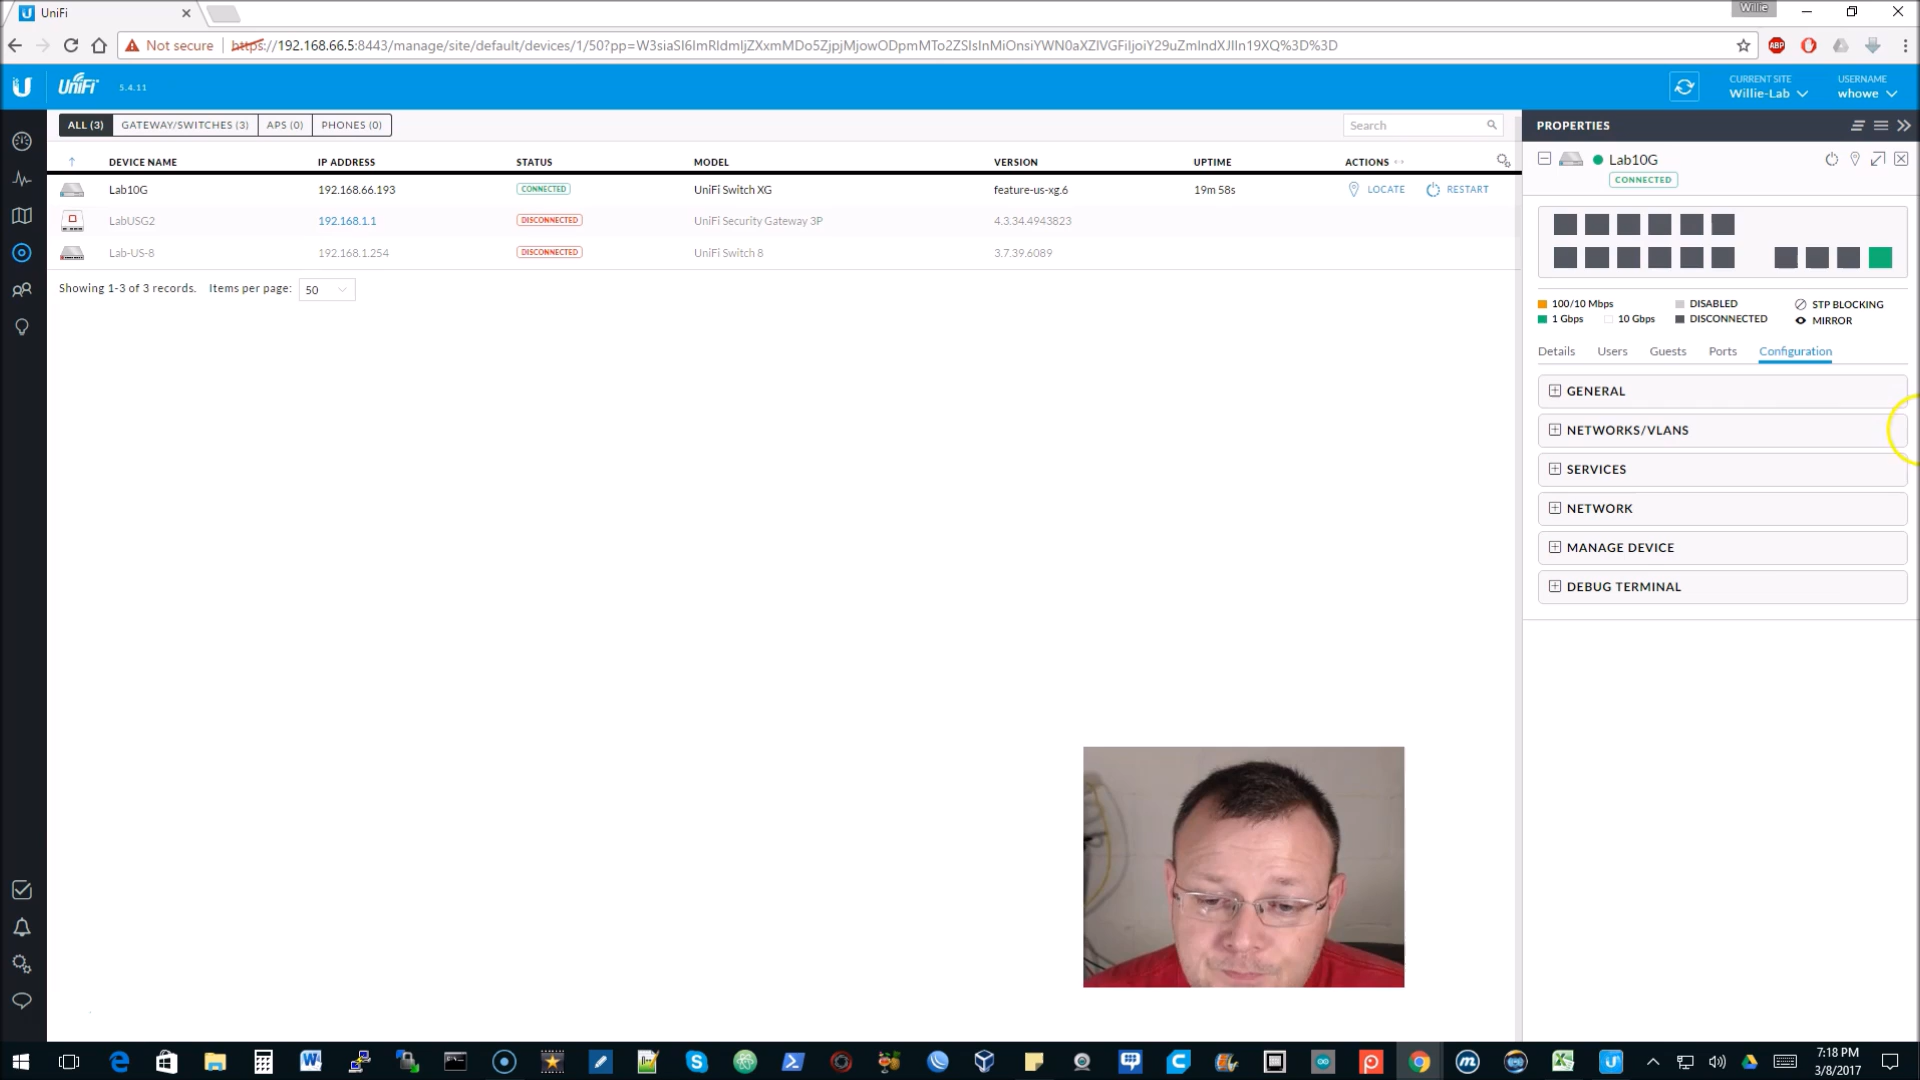 UniFi
Willie
Not secure
https://192.168.66.5:8443/manage/site/default/devices/1/50?pp=
UniFi
5.4.11
CURRENT SITE
Willie-Lab
USERNAME
whowe
ALL (3)
GATEWAY/SWITCHES (3)
APS (0)
PHONES (0)
Search
PROPERTIES
DEVICE NAME
IP ADDRESS
STATUS
MODEL
VERSION
UPTIME
ACTIONS
Lab10G
192.168.66.193
CONNECTED
UniFi Switch XG
feature-us-xg.6
19m 58s
LOCATE
RESTART
LabUSG2
192.168.1.1
DISCONNECTED
UniFi Security Gateway 3P
4.3.34.4943823
Lab-US-8
192.168.1.254
DISCONNECTED
UniFi Switch 8
3.7.39.6089
Showing 1-3 of 3 records.
Items per page:
50
Lab10G
CONNECTED
100/10 Mbps
DISABLED
STP BLOCKING
1 Gbps
10 Gbps
DISCONNECTED
MIRROR
Details
Users
Guests
Ports
Configuration
GENERAL
NETWORKS/VLANS
SERVICES
NETWORK
MANAGE DEVICE
DEBUG TERMINAL
7:18 PM
3/8/2017